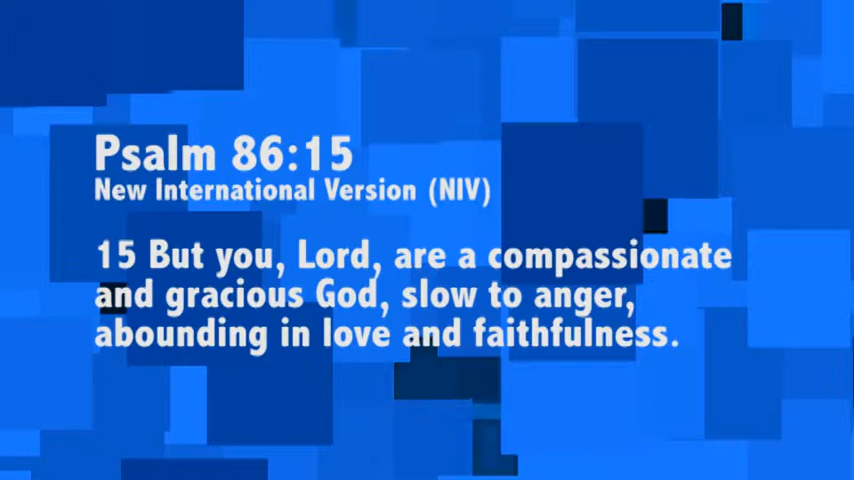 Psalm 86:15
New International Version (NIV)
15 But you, Lord, are a compassionate
and gracious God, slow to anger,
abounding in love and faithfulness.